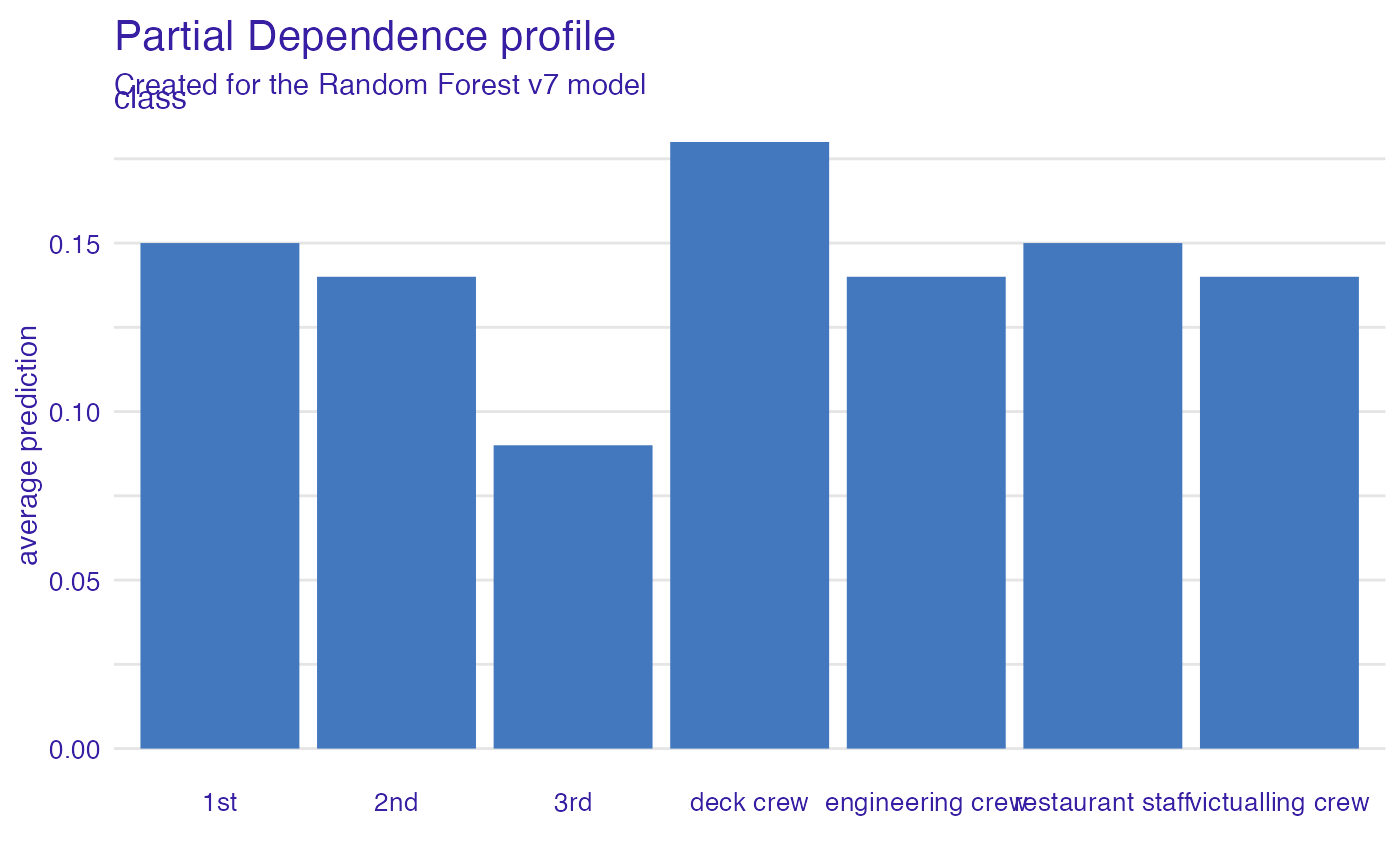 Partial Dependence profile
Created for the Random Forest v7 model
class
average prediction
0.15
0.10
0.05
0.00
1st 2nd 3rd deck crew engineering crew restaurant staff victualling crew